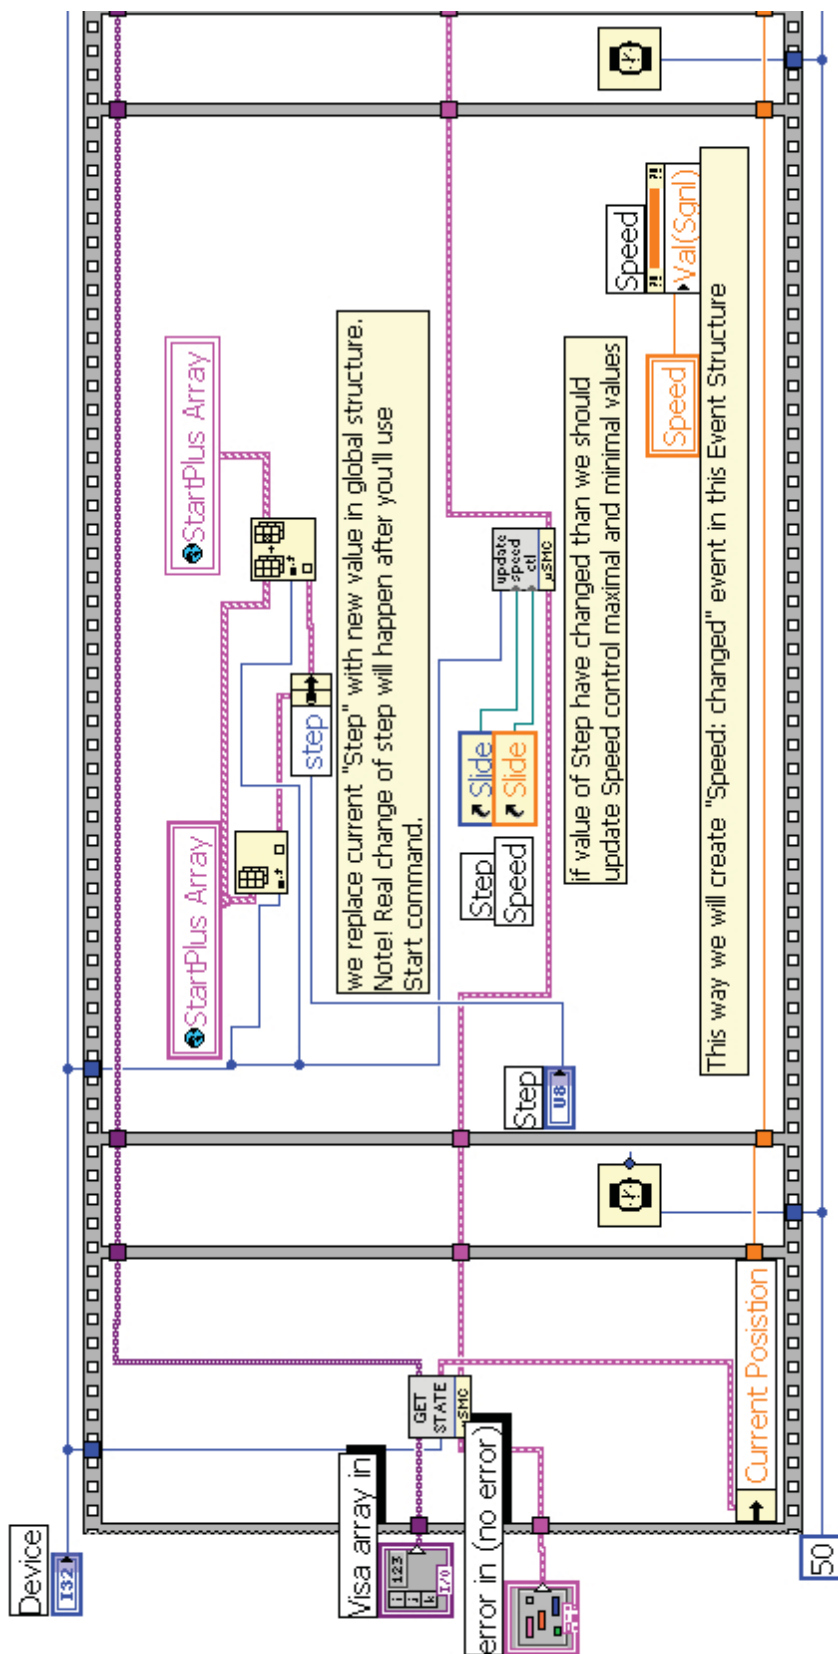 Device
I32
Visa array in
123
i
j
k
I/O
error in (no error)
GET
STATE
µSMC
Current Posistion
50
StartPlus Array
StartPlus Array
step
we replace current "Step" with new value in global structure.
Note! Real change of step will happen after you'll use
Start command.
Step
U8
Step
Speed
Slide
Slide
update
speed
ctl
µSMC
if value of Step have changed than we should
update Speed control maximal and minimal values
Speed
Speed
Val(Sgnl)
This way we will create "Speed: changed" event in this Event Structure